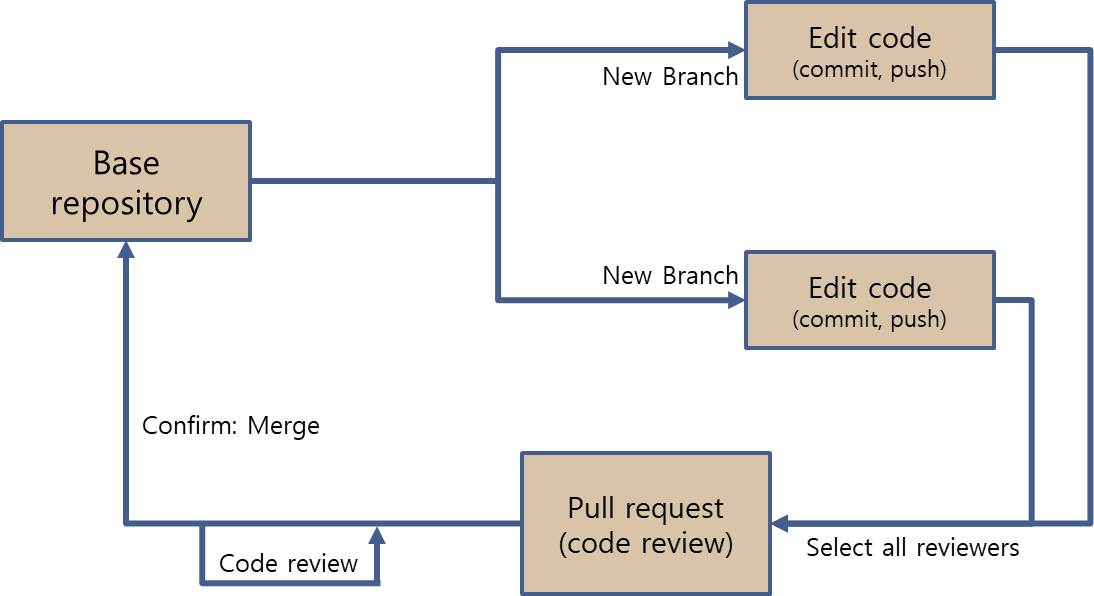 Edit code
(commit, push)
New Branch
Base
repository
New Branch
Edit code
(commit, push)
Confirm: Merge
Pull request
(code review)
Select all reviewers
Code review